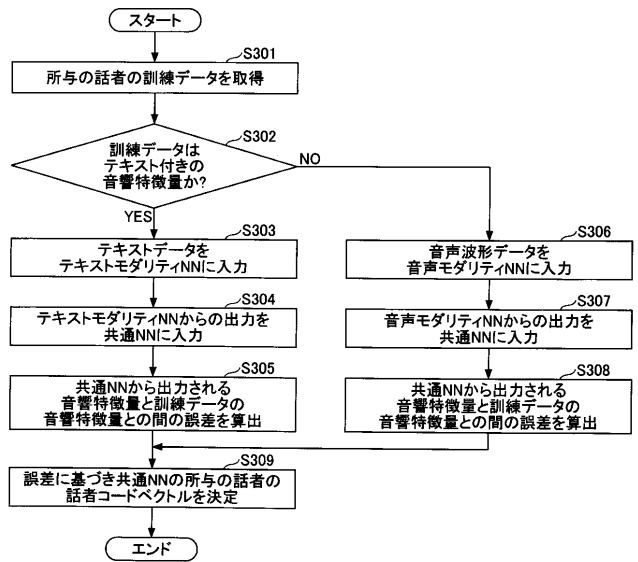 スタート
S301
所与の話者の訓練データを取得
S302
訓練データは
テキスト付きの
音響特徴量か?
NO
YES
S303
テキストデータを
テキストモダリティNNに入力
S304
テキストモダリティNNからの出力を
共通NNに入力
S305
共通NNから出力される
音響特徴量と訓練データの
音響特徴量との間の誤差を算出
S306
音声波形データを
音声モダリティNNに入力
S307
音声モダリティNNからの出力を
共通NNに入力
S308
共通NNから出力される
音響特徴量と訓練データの
音響特徴量との間の誤差を算出
S309
誤差に基づき共通NNの所与の話者の
話者コードベクトルを決定
エンド